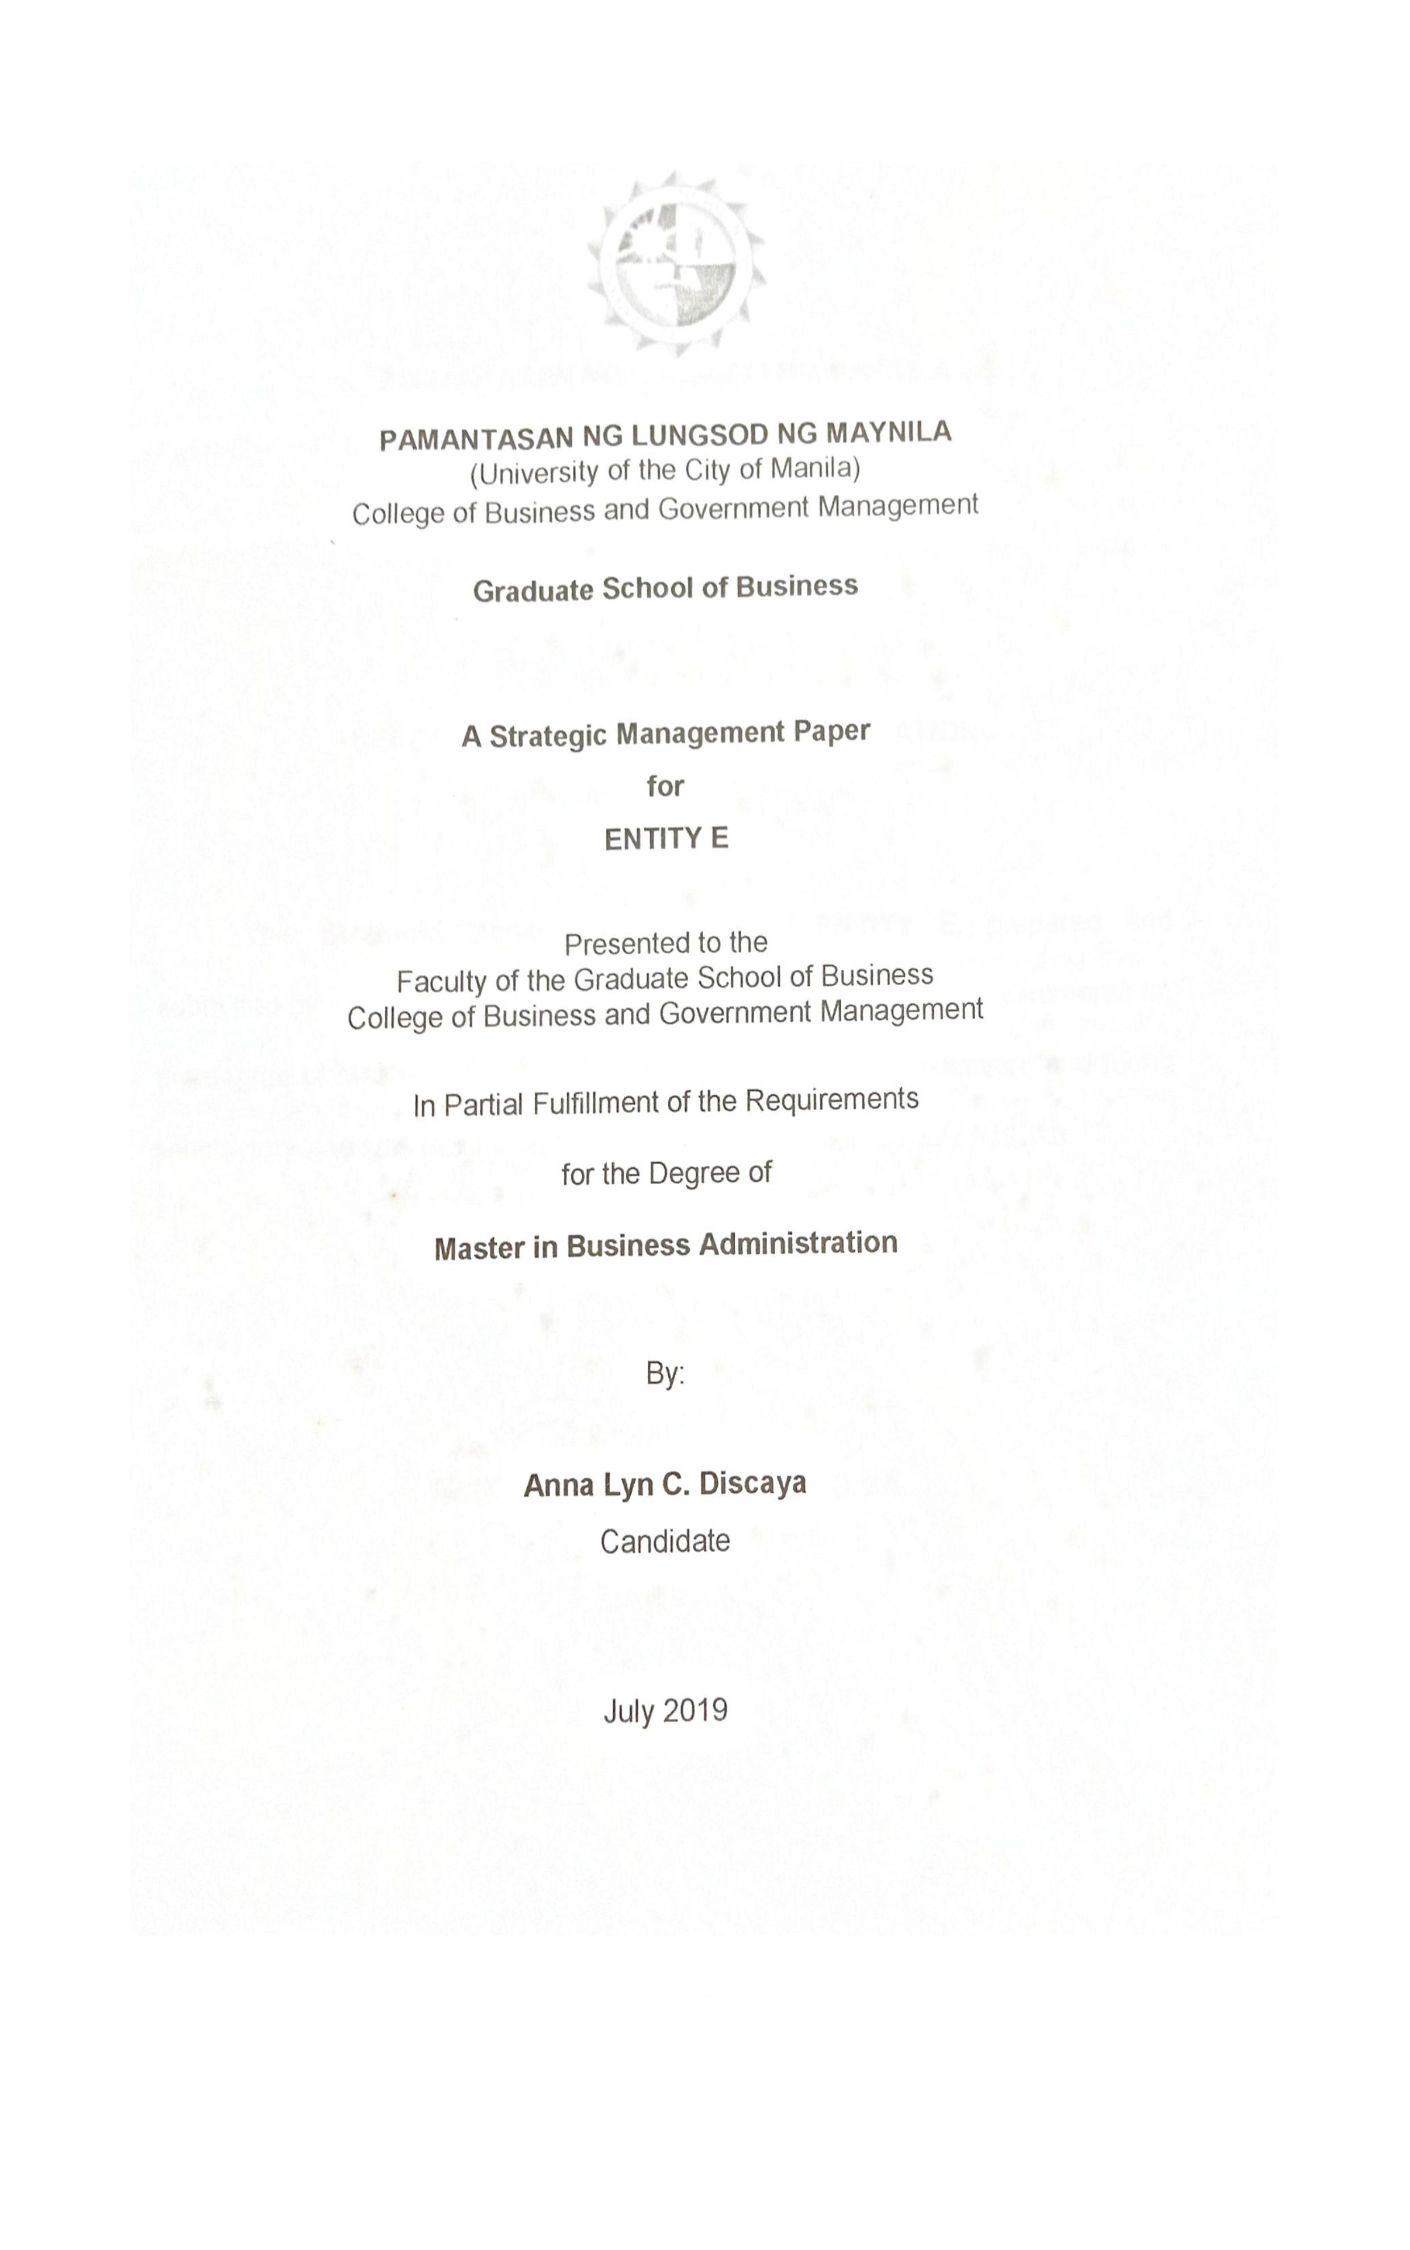 PAMANTASAN NG LUNGSOD NG MAYNILA
(University of the City of Manila)
College of Business and Government Management
Graduate School of Business
A Strategic Management Paper
for
ENTITY E
Presented to the
Faculty of the Graduate School of Business
College of Business and Government Management
In Partial Fulfillment of the Requirements
for the Degree of
Master in Business Administration
By:
Anna Lyn C. Discaya
Candidate
July 2019